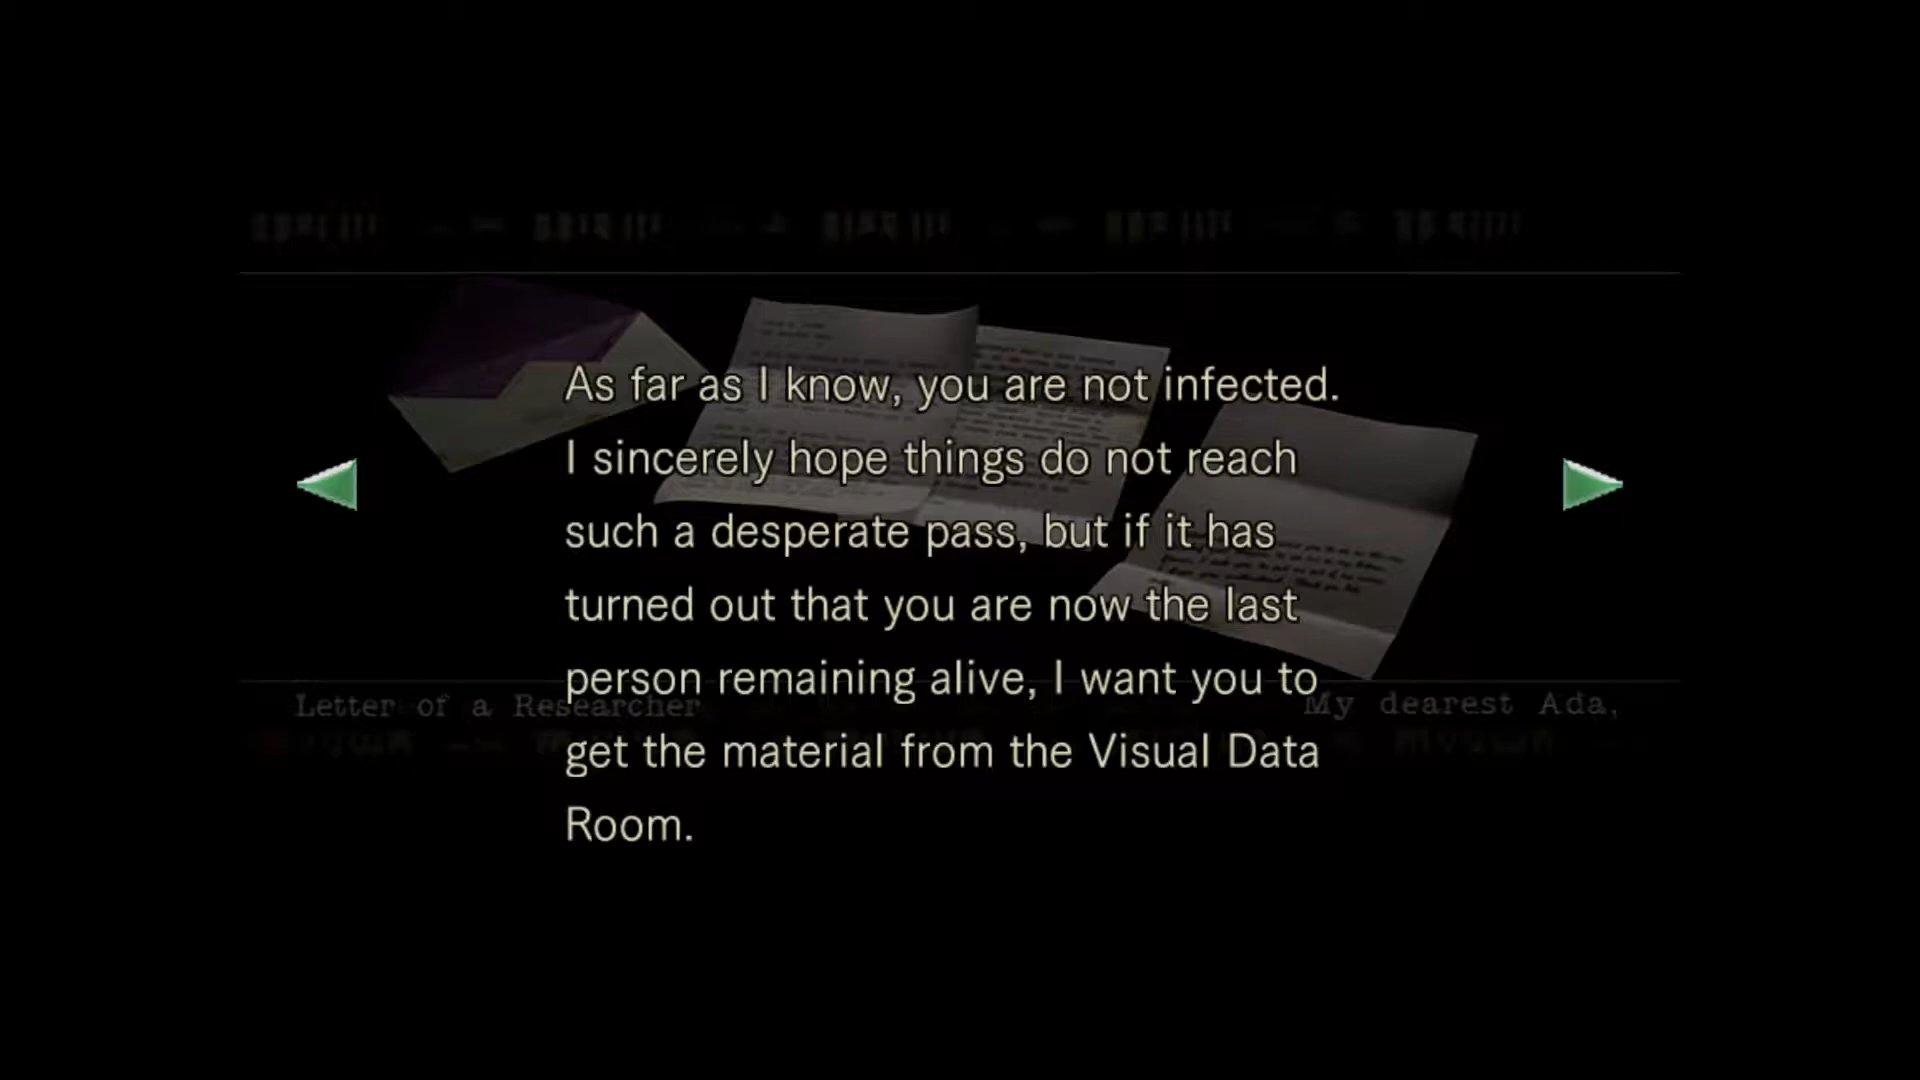 As far as I know, you are not infected.
I sincerely hope things do not reach
such a desperate pass, but if it has
turned out that you are now the last
person remaining alive, I want you to
get the material from the Visual Data
Room.
Letter of a Researcher
My dearest Ada,